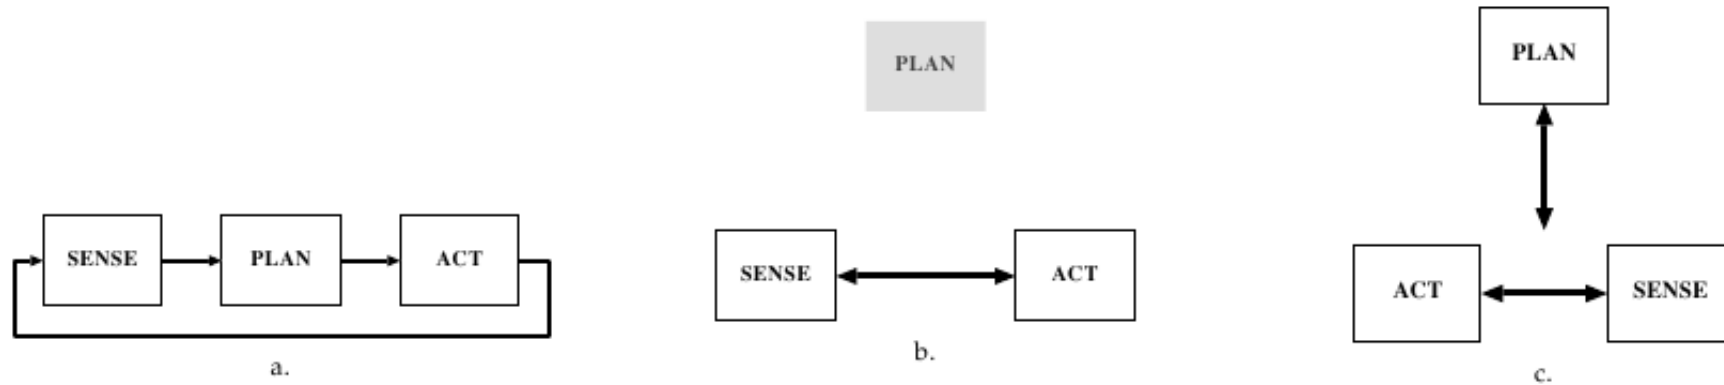 SENSE
PLAN
ACT
a.
PLAN
SENSE
ACT
b.
PLAN
ACT
SENSE
c.